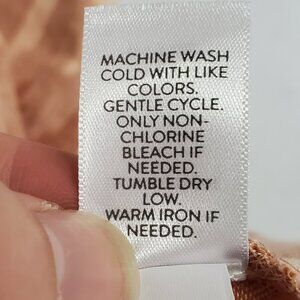 MACHINE WASH
COLD WITH LIKE
COLORS.
GENTLE CYCLE.
ONLY NON-
CHLORINE
BLEACH IF
NEEDED.
TUMBLE DRY
LOW.
WARM IRON IF
NEEDED.